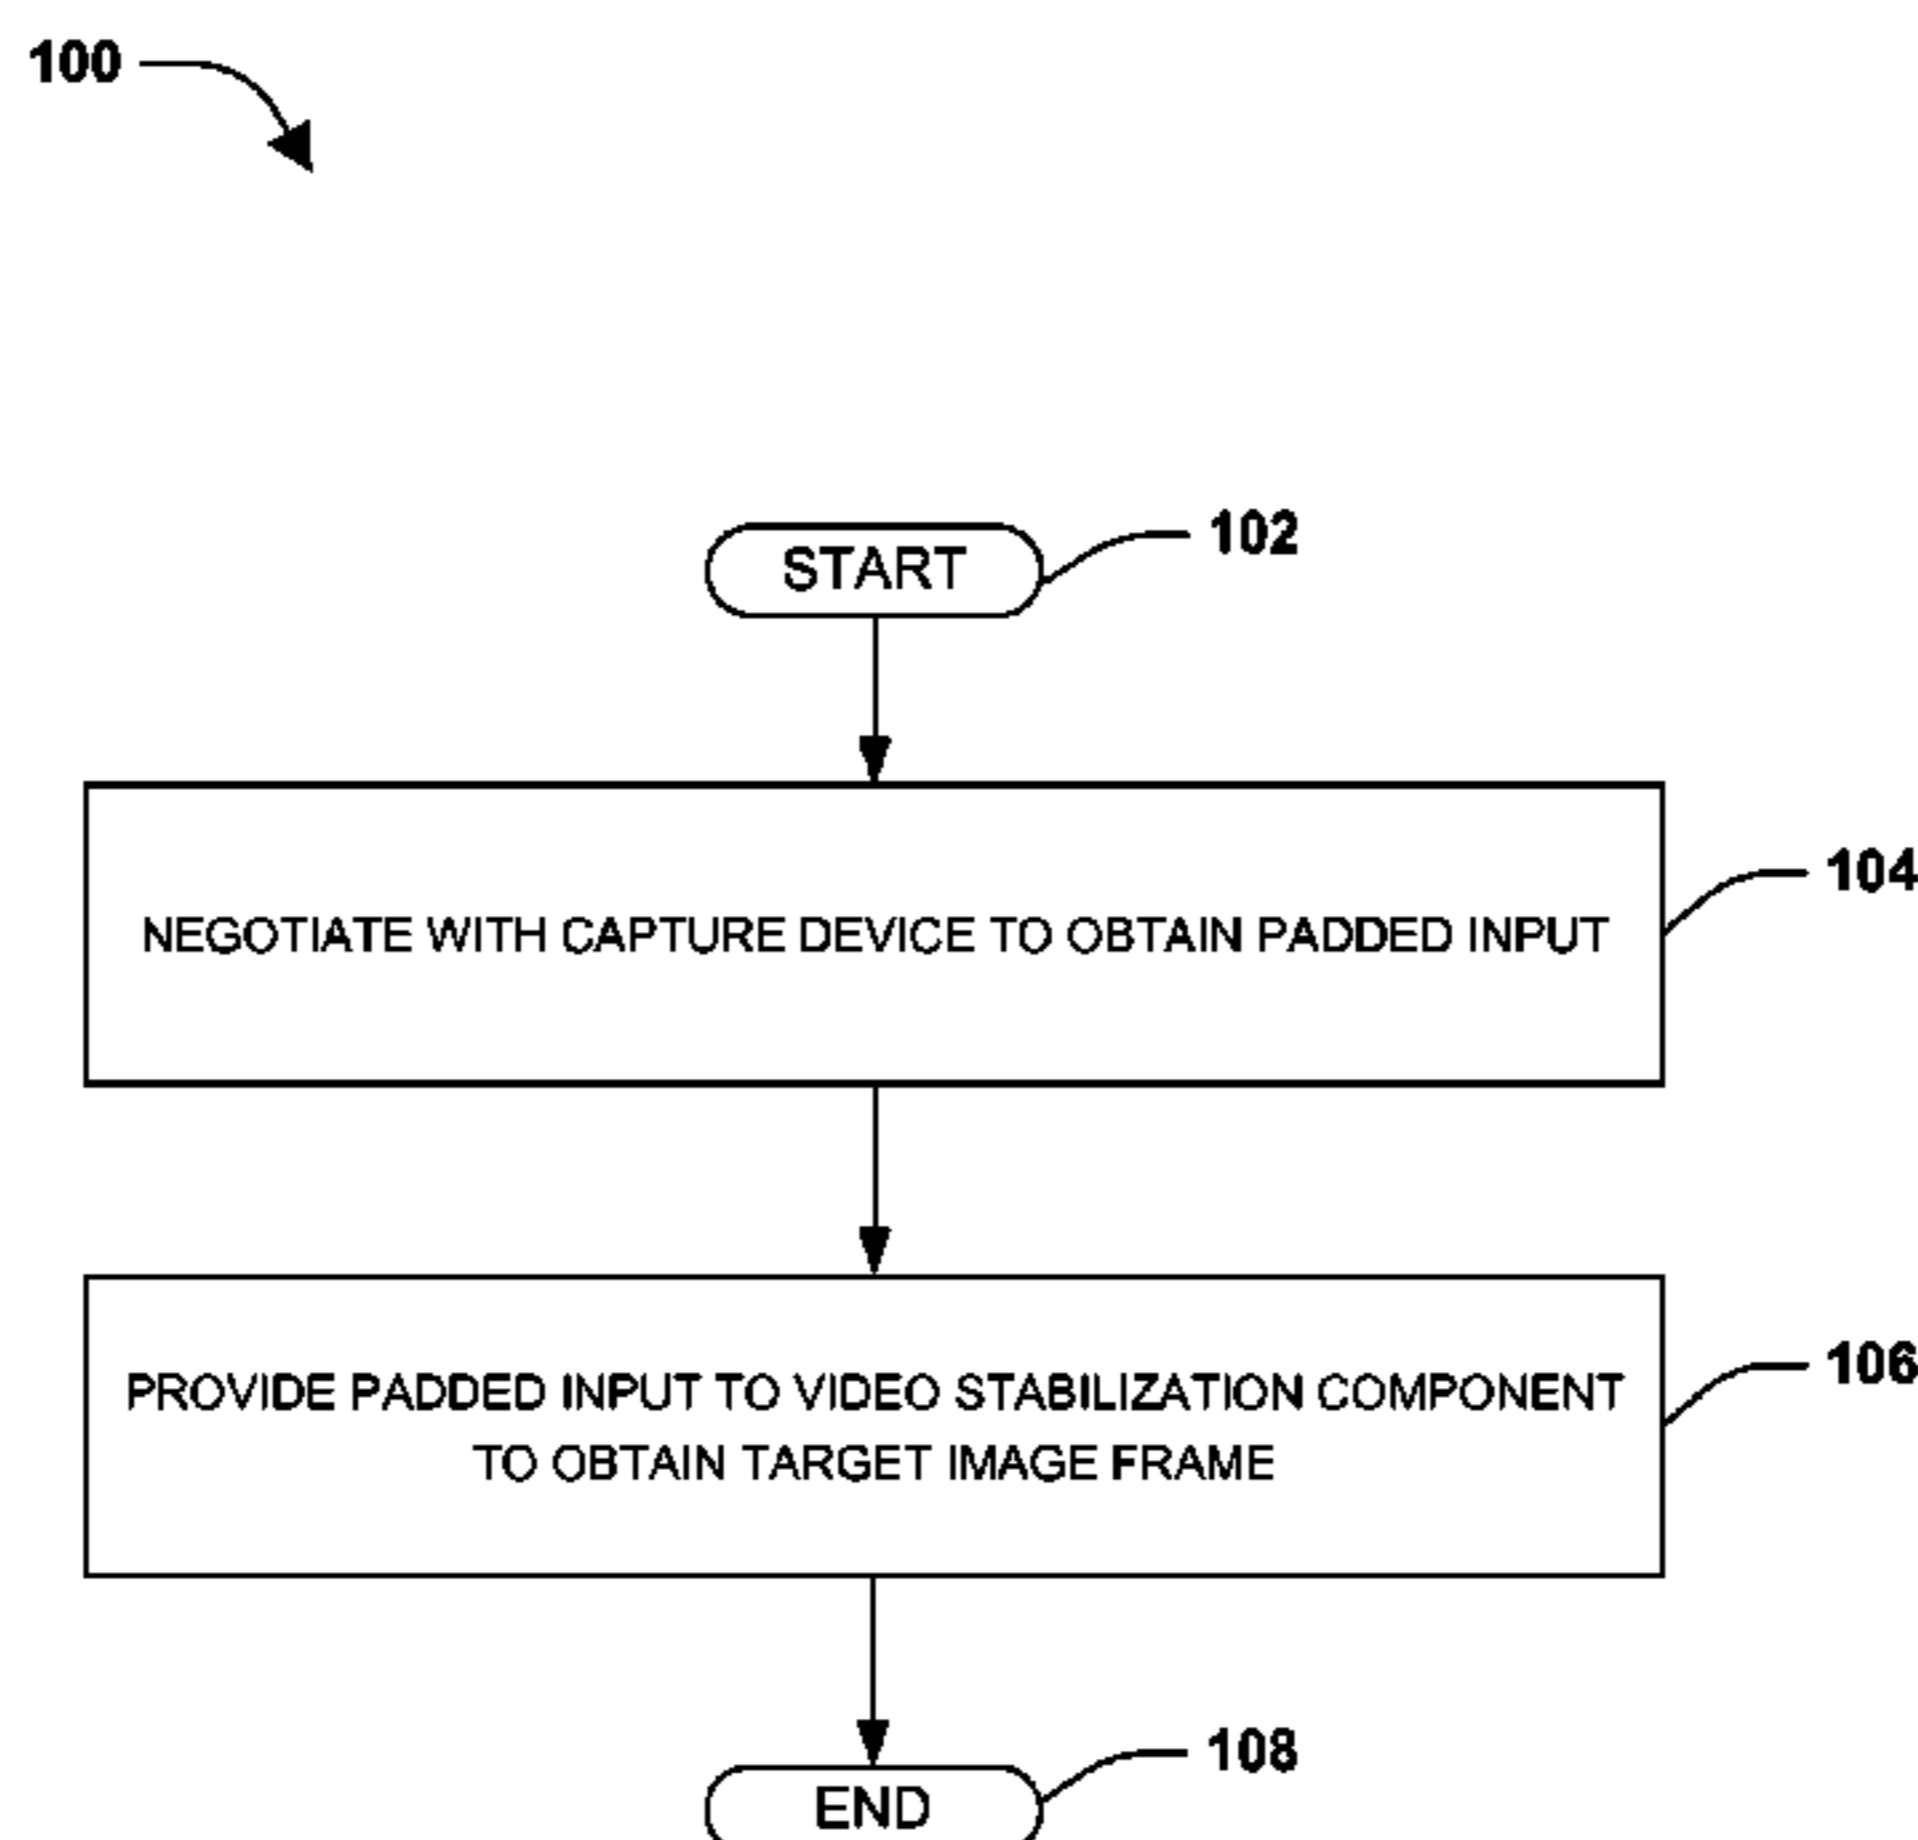 100
START
102
NEGOTIATE WITH CAPTURE DEVICE TO OBTAIN PADDED INPUT
104
PROVIDE PADDED INPUT TO VIDEO STABILIZATION COMPONENT
TO OBTAIN TARGET IMAGE FRAME
106
END
108